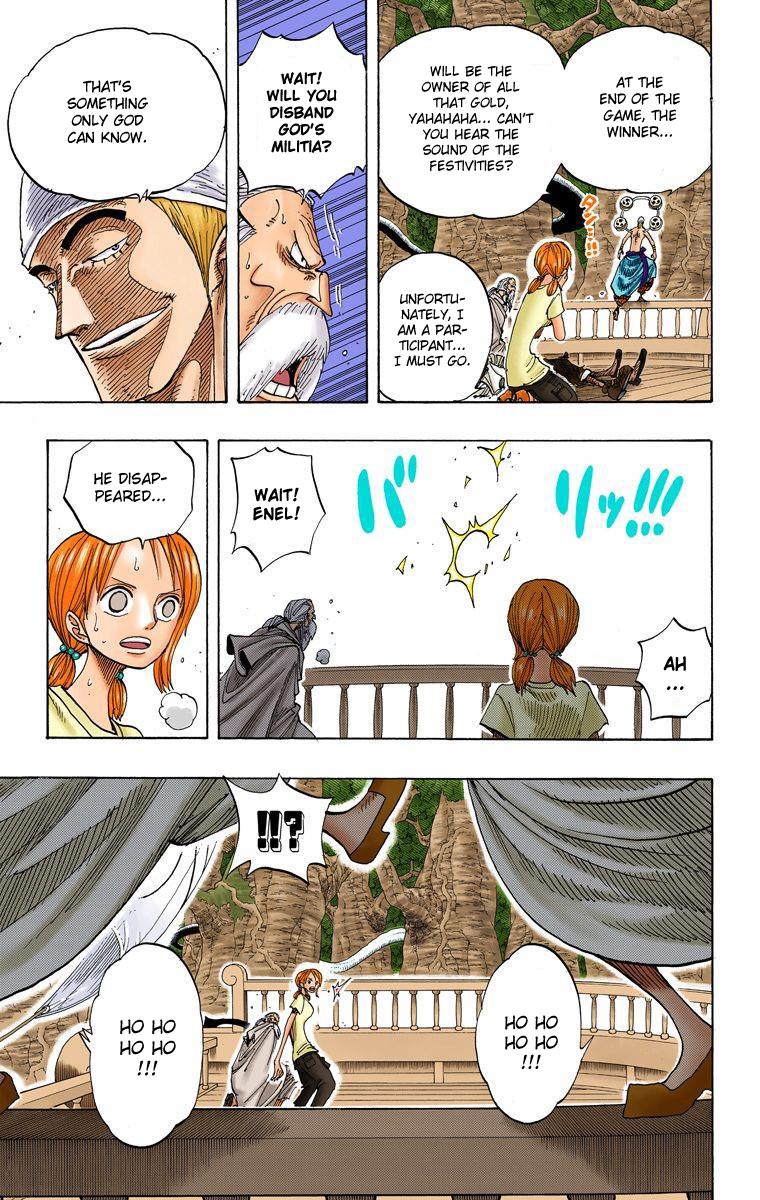 AT THE
END OF THE
GAME, THE
WINNER...
WILL BE THE
OWNER OF ALL
THAT GOLD,
YAHAHAHA... CAN'T
YOU HEAR THE
SOUND OF THE
FESTIVITIES?
UNFORTU-
NATELY, I
AM A PAR-
TICIPANT...
I MUST GO.
WAIT!
WILL YOU
DISBAND
GOD'S
MILITIA?
THAT'S
SOMETHING
ONLY GOD
CAN KNOW.
バリッ!!!
WAIT!
ENEL!
AH
...
HE DISAP-
PEARED...
!!?
HO HO
HO HO
!!!
HO HO
HO HO
!!!